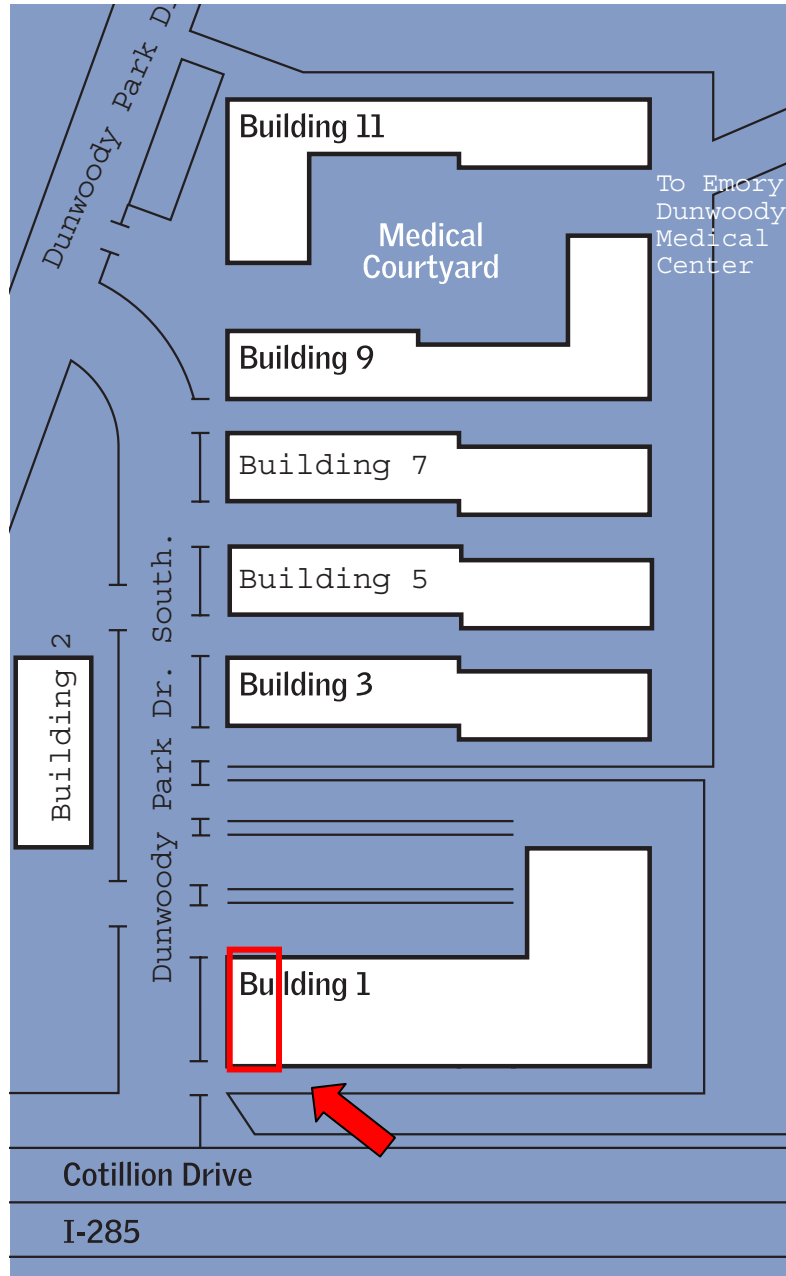 Dunwoody Park D
Building 11
To Emory
Dunwoody
Medical
Center
Medical
Courtyard
Building 9
Building 7
Building 5
Building 3
Building 2
Dunwoody Park Dr. South.
Building 1
Cotillion Drive
I-285